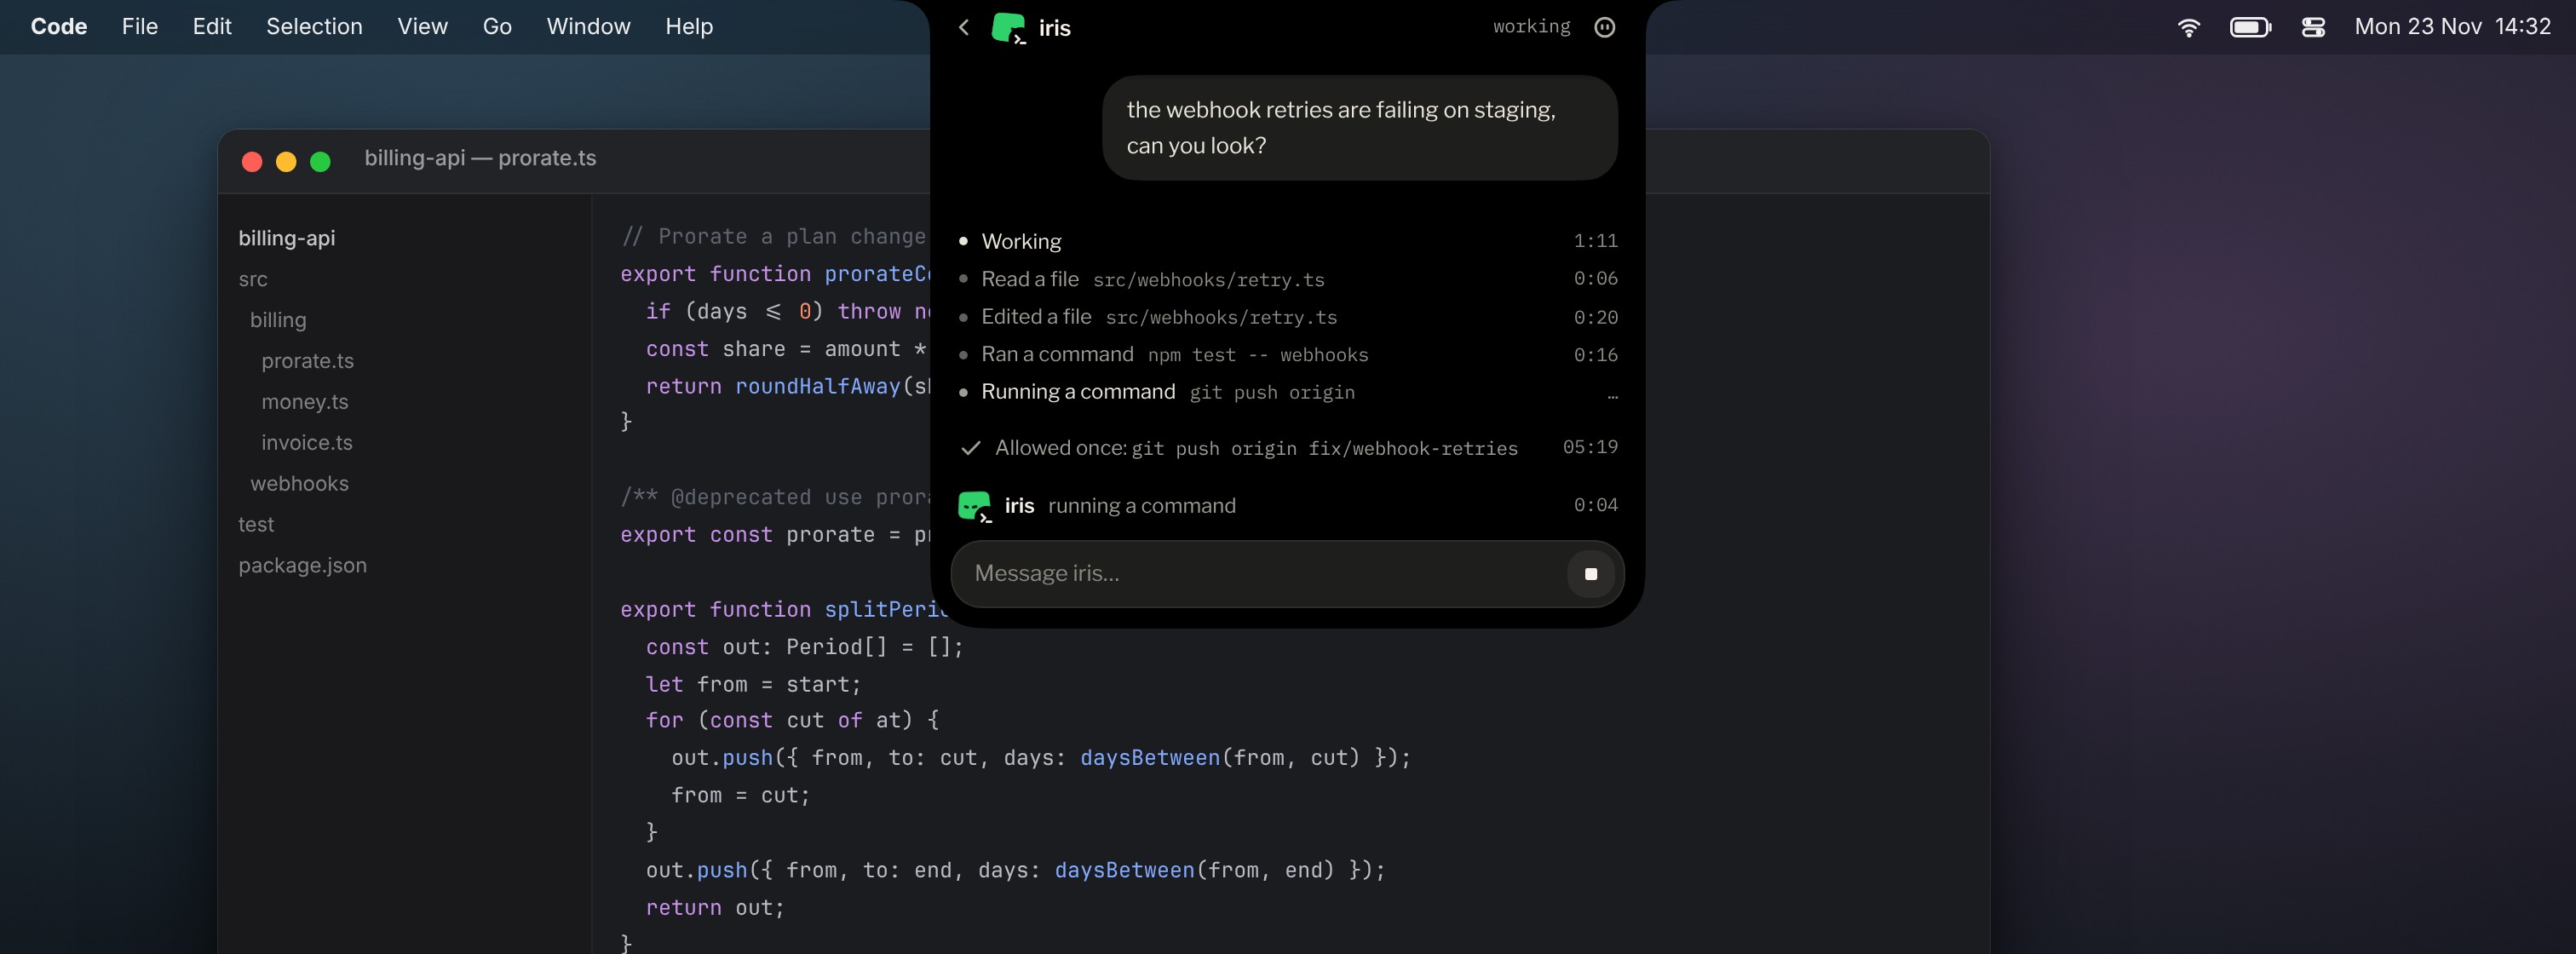 Code File Edit Selection View Go Window Help
Mon 23 Nov 14:32
iris
working
the webhook retries are failing on staging,
can you look?
Working 1:11
Read a file src/webhooks/retry.ts 0:06
Edited a file src/webhooks/retry.ts 0:20
Ran a command npm test -- webhooks 0:16
Running a command git push origin …
Allowed once: git push origin fix/webhook-retries 05:19
iris running a command 0:04
Message iris...
billing-api — prorate.ts
billing-api
src
billing
prorate.ts
money.ts
invoice.ts
webhooks
test
package.json
// Prorate a plan change
export function
if (days <= 0) throw
const share = amount *
return roundHalfAway(
}
/** @deprecated use
export const prorate =
export function
const out: Period[] = [];
let from = start;
for (const cut of at) {
out.push({ from, to: cut, days: daysBetween(from, cut) });
from = cut;
}
out.push({ from, to: end, days: daysBetween(from, end) });
return out;
}